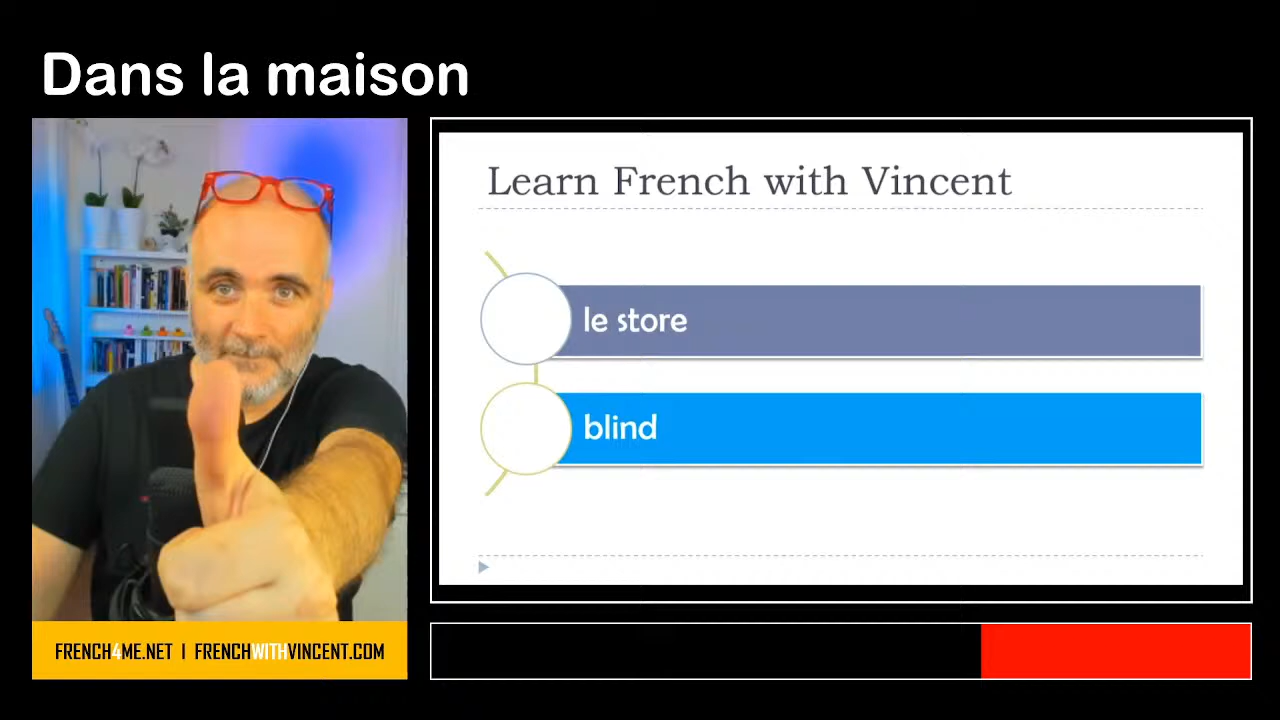 Dans la maison
Learn French with Vincent
le store
blind
FRENCH4ME.NET I FRENCHWITHVINCENT.COM